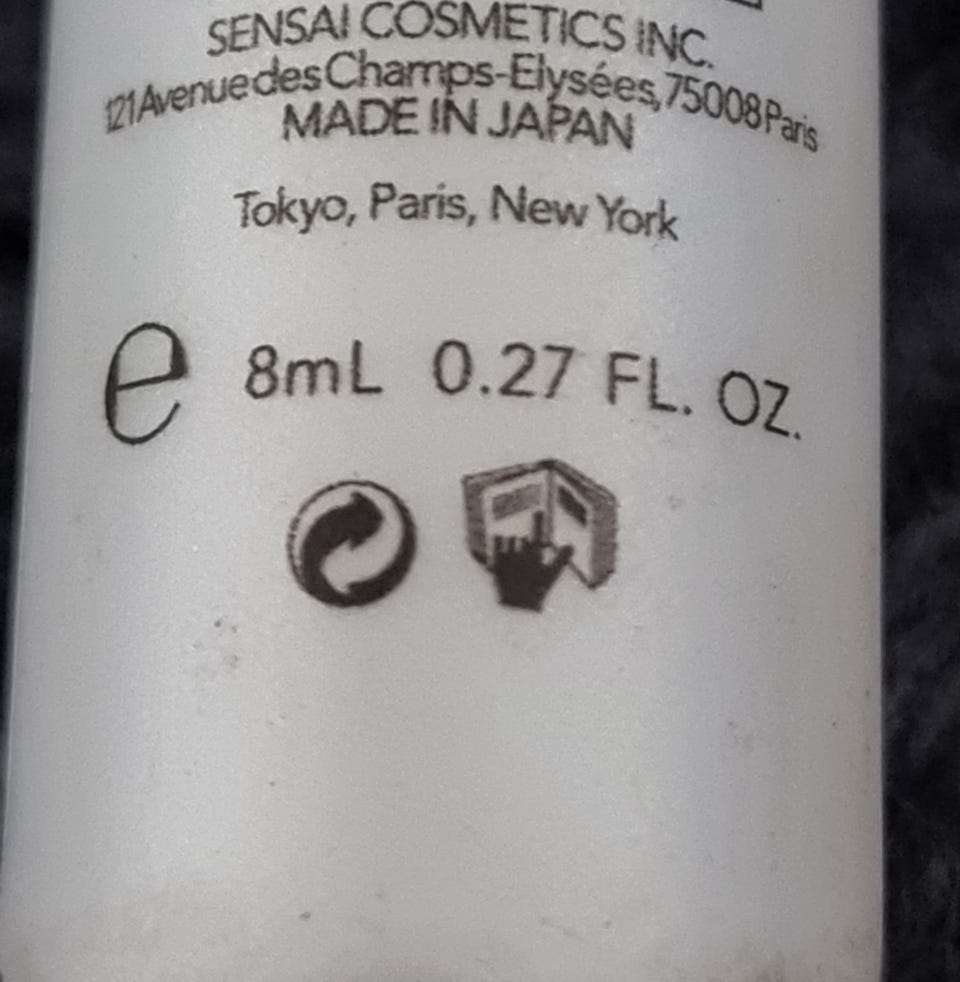 SENSAI COSMETICS INC.
121 Avenue des Champs-Elysées, 75008 Paris
MADE IN JAPAN
Tokyo, Paris, New York
e 8mL 0.27 FL. OZ.